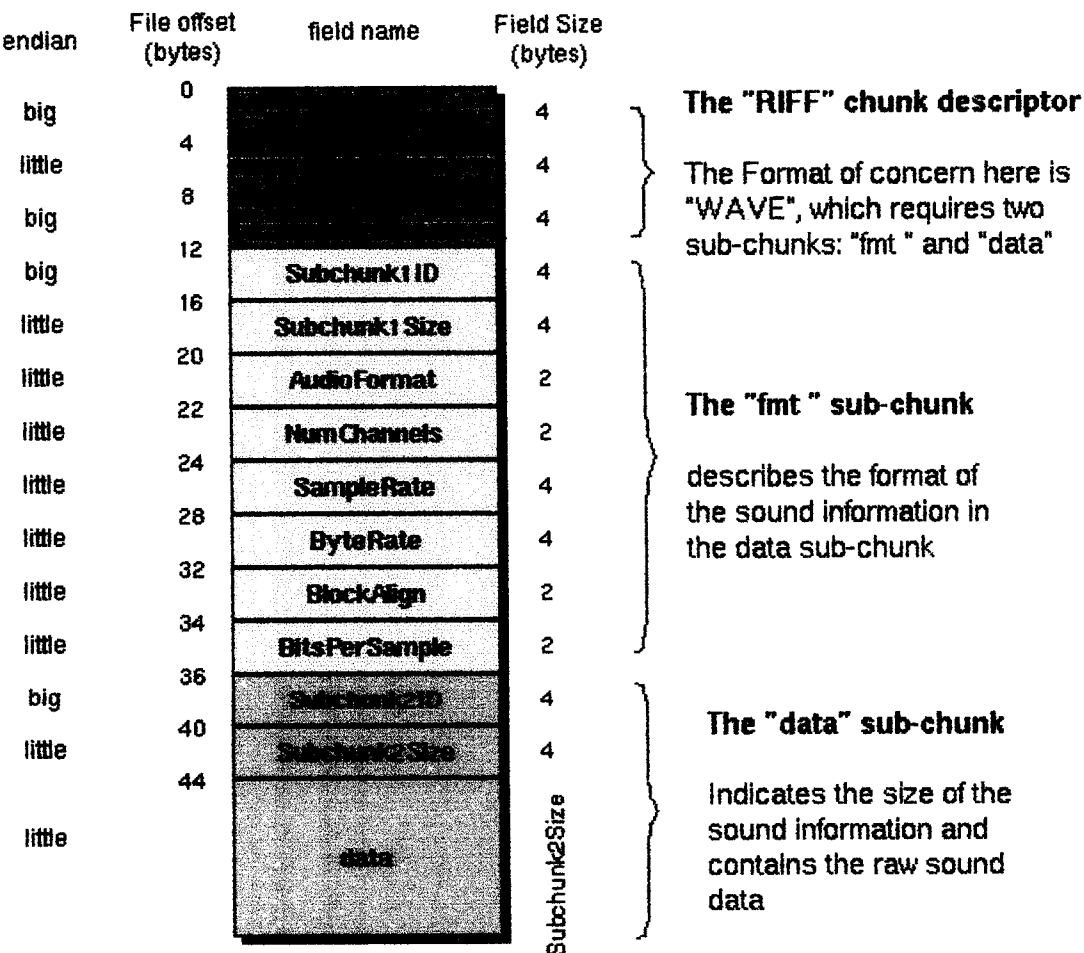 endian
File offset
(bytes)
field name
Field Size
(bytes)
0
big
4
The "RIFF" chunk descriptor
4
little
4
The Format of concern here is
"WAVE", which requires two
sub-chunks: "fmt " and "data"
8
big
4
12
big
Subchunk1 ID
4
16
little
Subchunk1 Size
4
20
little
AudioFormat
2
The "fmt " sub-chunk
22
little
NumChannels
2
24
little
SampleRate
4
describes the format of
the sound information in
the data sub-chunk
28
little
ByteRate
4
32
little
BlockAlign
2
34
little
BitsPerSample
2
36
big
Subchunk2ID
4
The "data" sub-chunk
40
little
Subchunk2 Size
4
44
little
data
Subchunk2Size
Indicates the size of the
sound information and
contains the raw sound
data